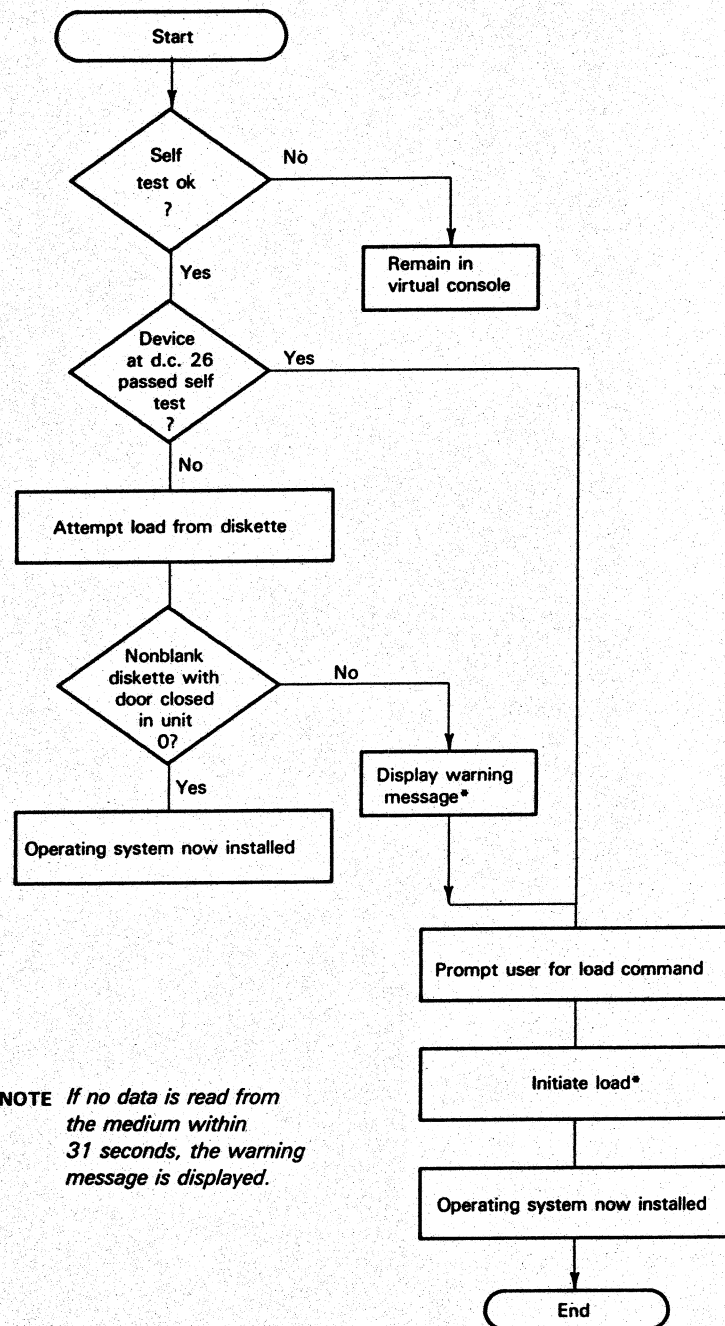 Start
Self
test ok
?
No
Remain in
virtual console
Yes
Device
at d.c. 26
passed self
test
?
Yes
No
Attempt load from diskette
Nonblank
diskette with
door closed
in unit
0?
No
Display warning
message*
Yes
Operating system now installed
Prompt user for load command
Initiate load*
Operating system now installed
End
NOTE If no data is read from
the medium within
31 seconds, the warning
message is displayed.